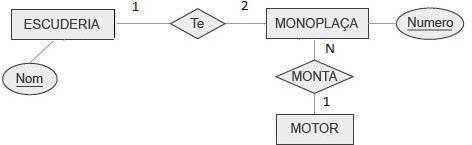 ESCUDERIA
1
Te
2
MONOPLAÇA
Numero
Nom
N
MONTA
1
MOTOR